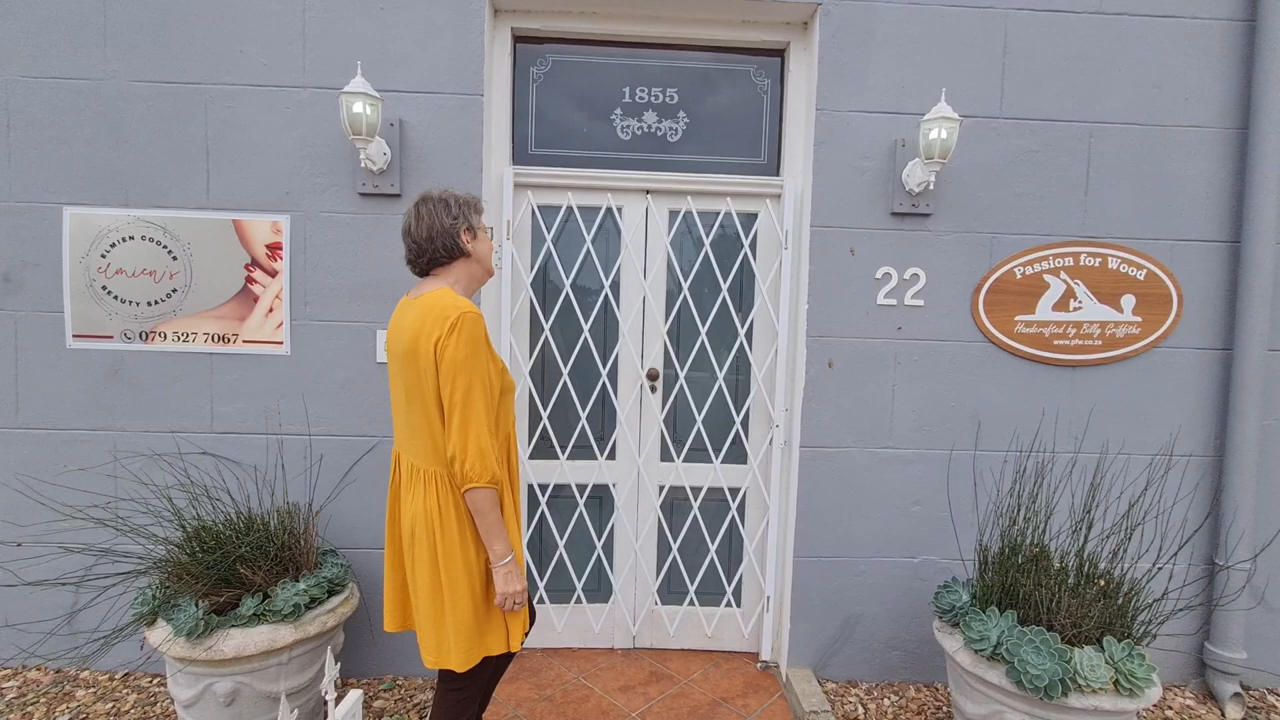 1855
ELMIEN COOPER
elmien's
BEAUTY SALON
079 527 7067
22
Passion for Wood
Handcrafted by Billy Griffiths
www.pfw.co.za